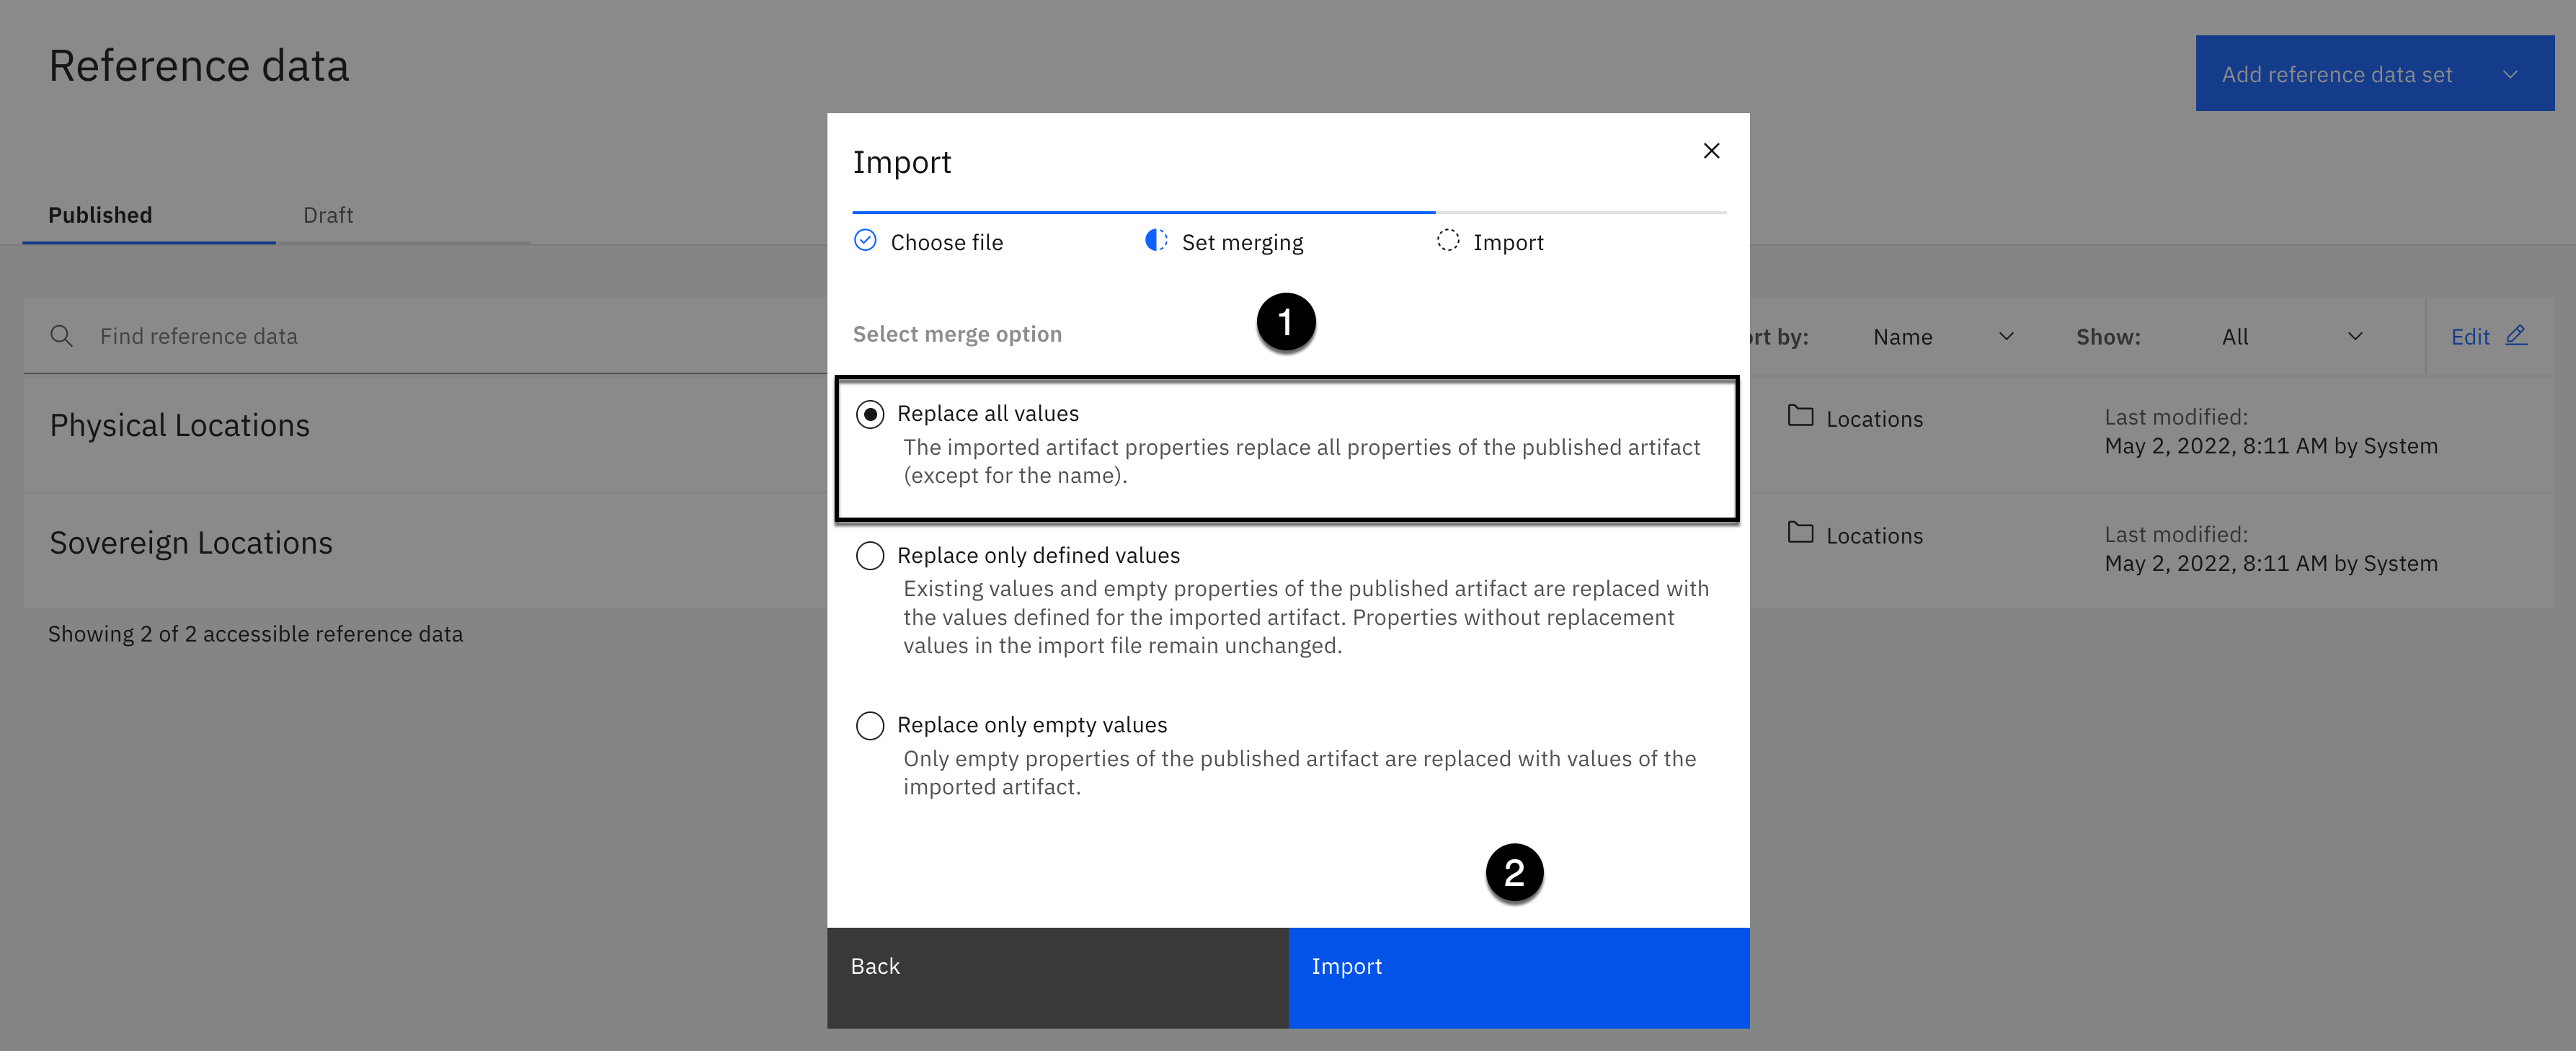 Reference data
Add reference data set
Import
Published
Draft
Choose file
Set merging
Import
1
Select merge option
Find reference data
rt by:
Name
Show:
All
Edit
Replace all values
The imported artifact properties replace all properties of the published artifact
(except for the name).
Physical Locations
Locations
Last modified:
May 2, 2022, 8:11 AM by System
Replace only defined values
Existing values and empty properties of the published artifact are replaced with
the values defined for the imported artifact. Properties without replacement
values in the import file remain unchanged.
Sovereign Locations
Locations
Last modified:
May 2, 2022, 8:11 AM by System
Showing 2 of 2 accessible reference data
Replace only empty values
Only empty properties of the published artifact are replaced with values of the
imported artifact.
2
Back
Import